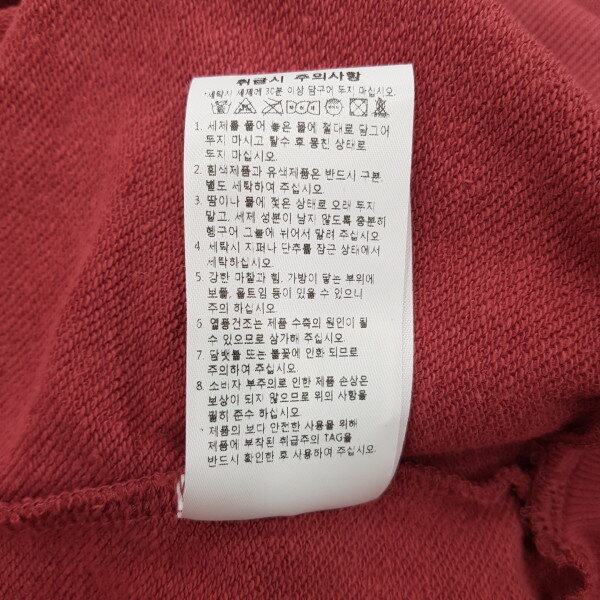 취급시 주의사항
*세탁시 세제에 30분 이상 담구어 두지 마십시오.
1. 세제를 풀어 놓은 물에 절대로 담그어
두지 마시고 탈수 후 뭉친 상태로
두지 마십시오.
2. 흰색제품과 유색제품은 반드시 구분
별도 세탁하여 주십시오.
3. 땀이나 물에 젖은 상태로 오래 두지
말고, 세제 성분이 남지 않도록 충분히
헹구어 그늘에 뉘어서 말려 주십시오
4. 세탁시 지퍼나 단추를 잠근 상태에서
세탁하십시오.
5. 강한 마찰과 힘, 가방이 닿는 부위에
보풀, 올트임 등이 있을 수 있으니
주의 하십시오.
6. 열풍건조는 제품 수축의 원인이 될
수 있으므로 삼가해 주십시오.
7. 담뱃불 또는 불꽃에 인화 되므로
주의하여 주십시오.
8. 소비자 부주의로 인한 제품 손상은
보상이 되지 않으므로 위의 사항을
필히 준수 하십시오.
*제품의 보다 안전한 사용을 위해
제품에 부착된 취급주의 TAG을
반드시 확인한 후 사용하여 주십시오.